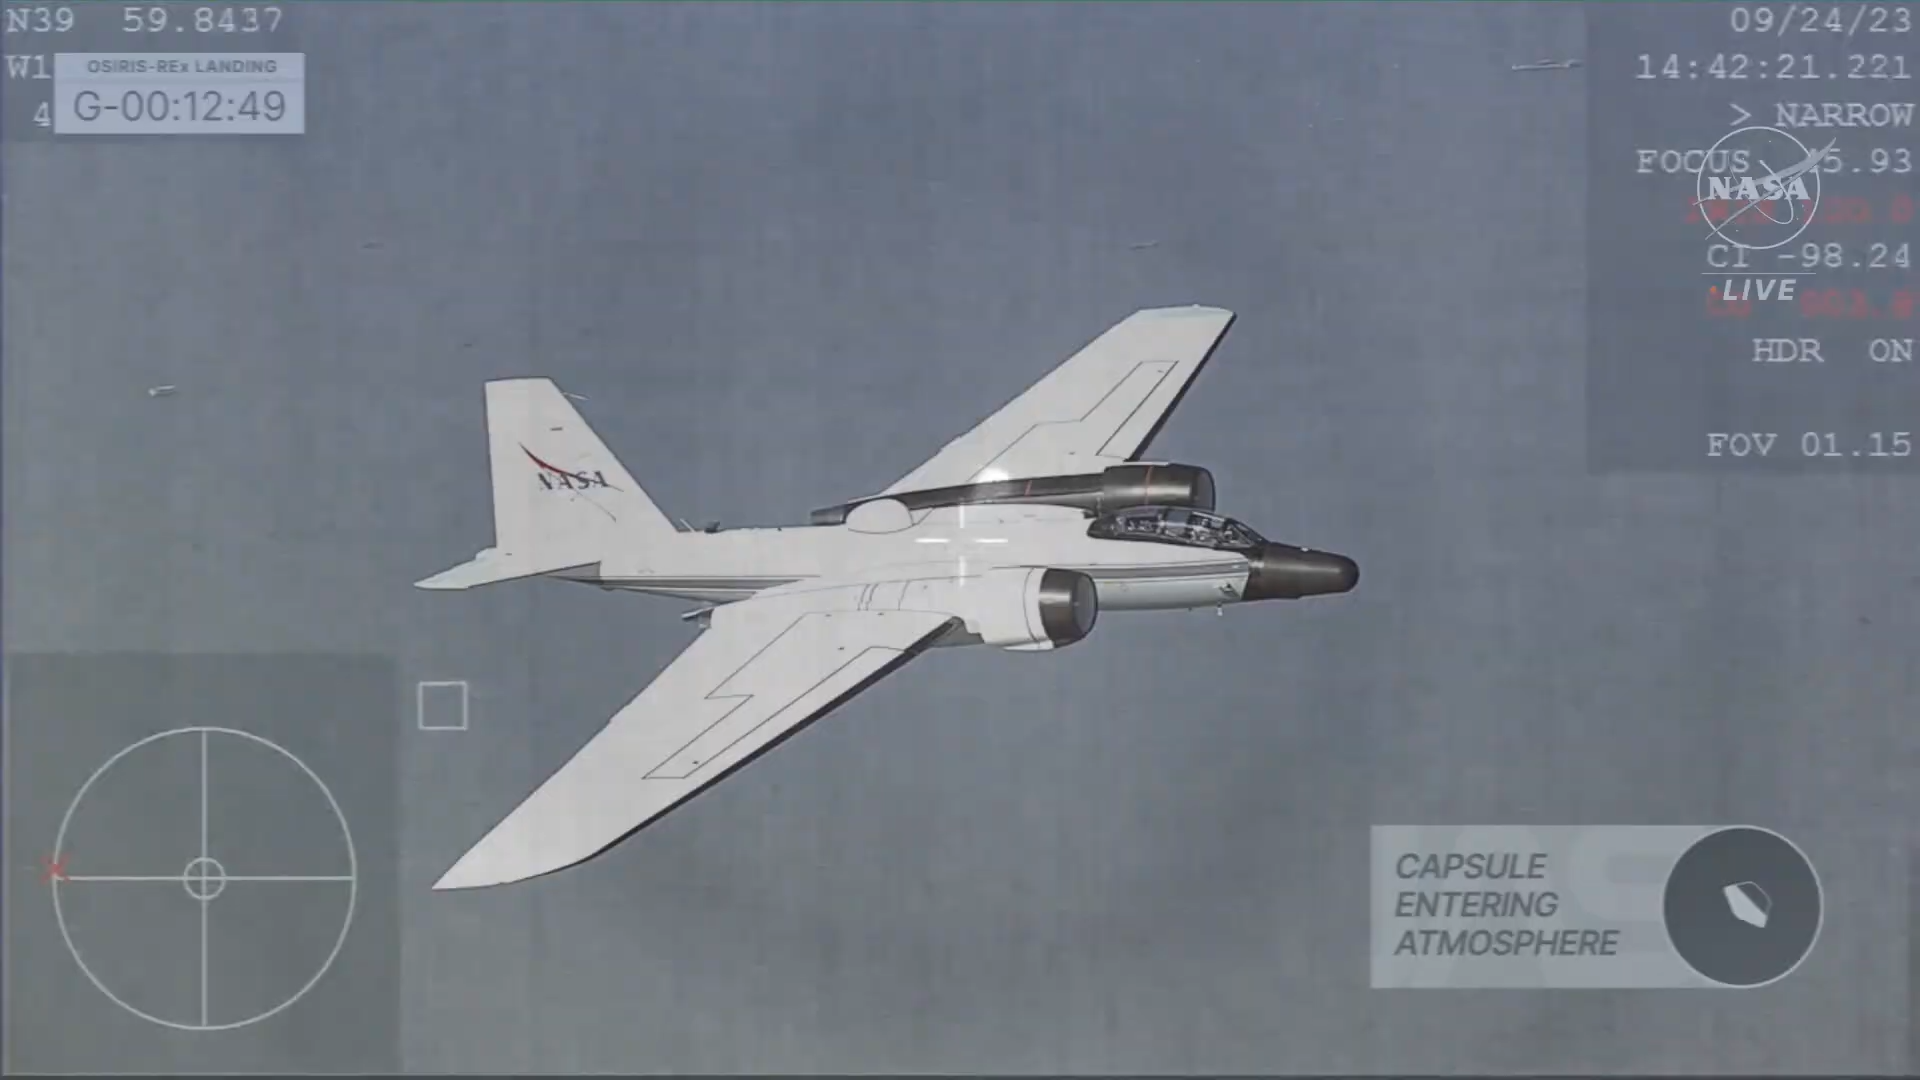 N39 59.8437
W1
4
OSIRIS-REx LANDING
G-00:12:49
09/24/23
14:42:21.221
> NARROW
FOCUS 5.93
NASA
CI -98.24
LIVE
HDR ON
FOV 01.15
NASA
CAPSULE
ENTERING
ATMOSPHERE